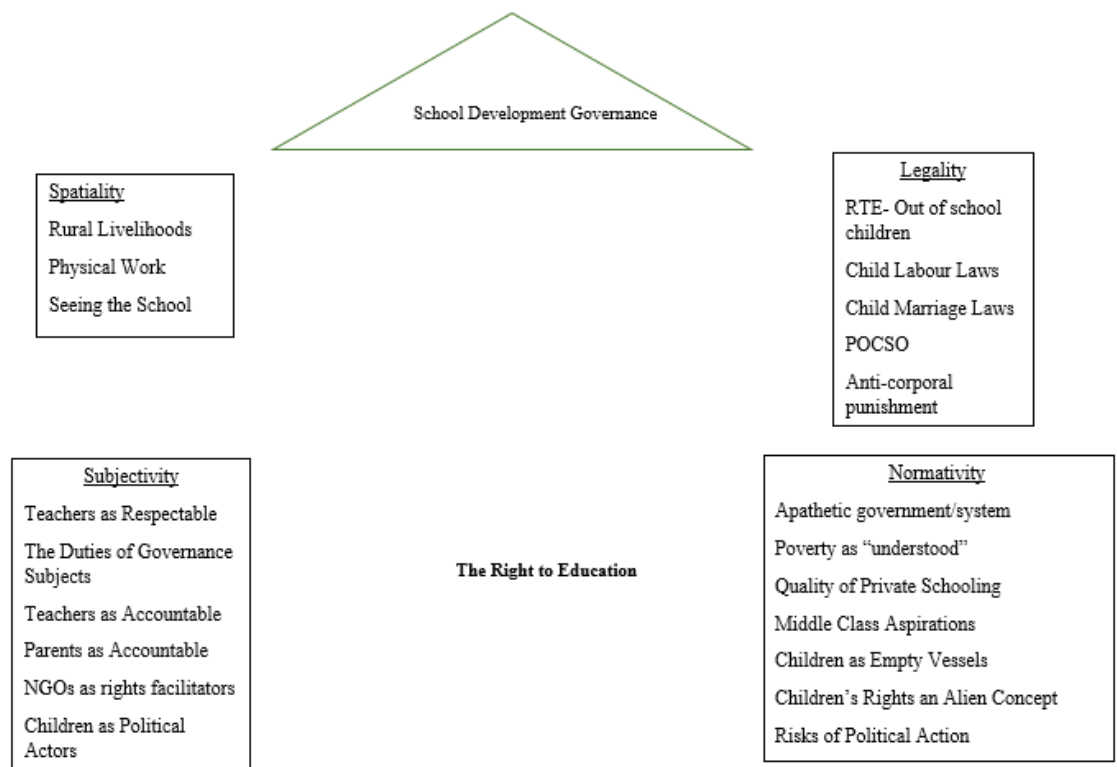 School Development Governance
Spatiality
Rural Livelihoods
Physical Work
Seeing the School
Legality
RTE- Out of school
children
Child Labour Laws
Child Marriage Laws
POCSO
Anti-corporal
punishment
Subjectivity
Teachers as Respectable
The Duties of Governance
Subjects
Teachers as Accountable
Parents as Accountable
NGOs as rights facilitators
Children as Political
Actors
The Right to Education
Normativity
Apathetic government/system
Poverty as “understood”
Quality of Private Schooling
Middle Class Aspirations
Children as Empty Vessels
Children’s Rights an Alien Concept
Risks of Political Action